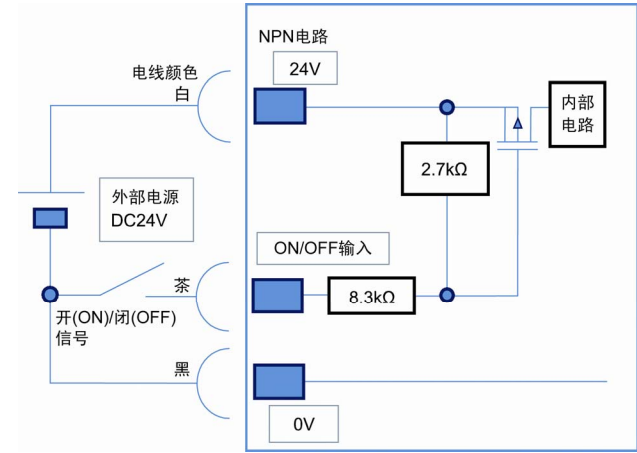 NPN电路
24V
电线颜色
白
内部
电路
2.7kΩ
外部电源
DC24V
ON/OFF输入
茶
8.3kΩ
开(ON)/闭(OFF)
信号
黑
0V